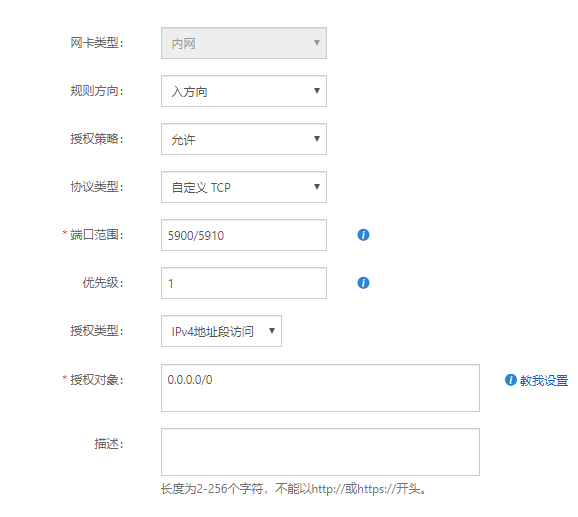 网卡类型： 内网
规则方向： 入方向
授权策略： 允许
协议类型： 自定义 TCP
* 端口范围： 5900/5910
优先级： 1
授权类型： IPv4地址段访问
* 授权对象： 0.0.0.0/0 教我设置
描述：
长度为2-256个字符，不能以http://或https://开头。